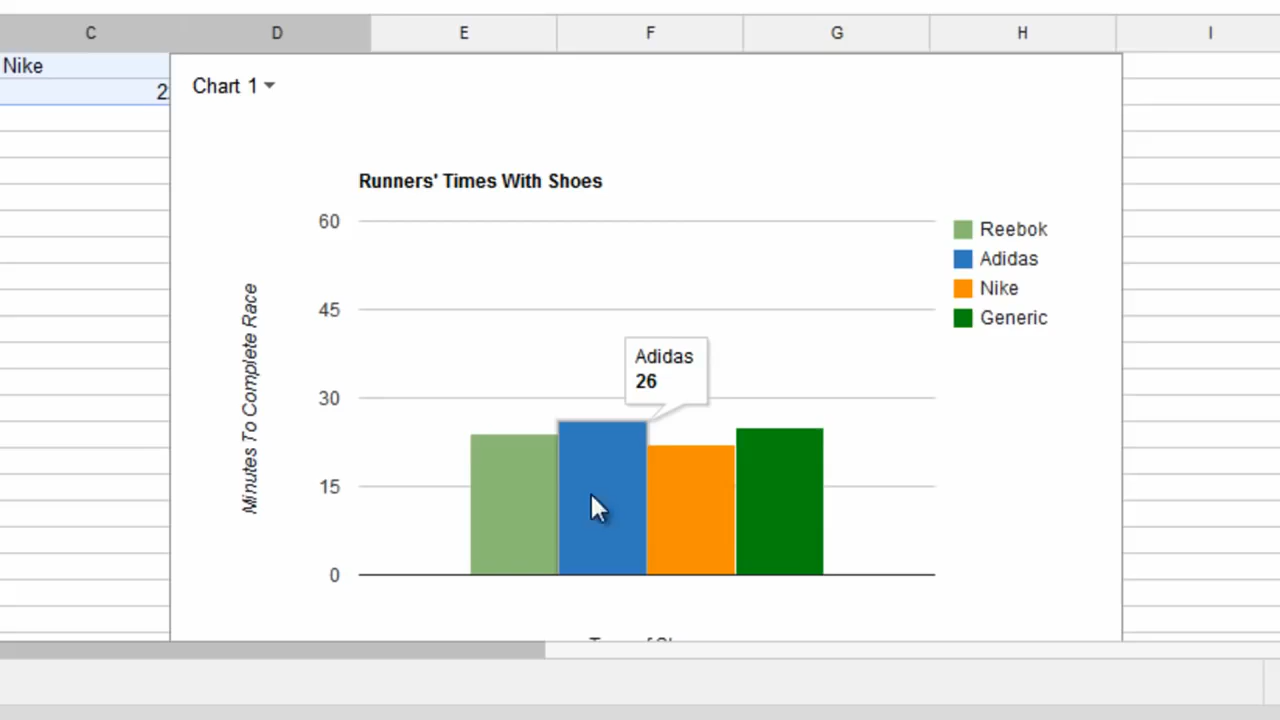 C D E F G H I
Nike
2
Chart 1
Runners' Times With Shoes
60
45
30
15
0
Minutes To Complete Race
Adidas
26
Reebok
Adidas
Nike
Generic